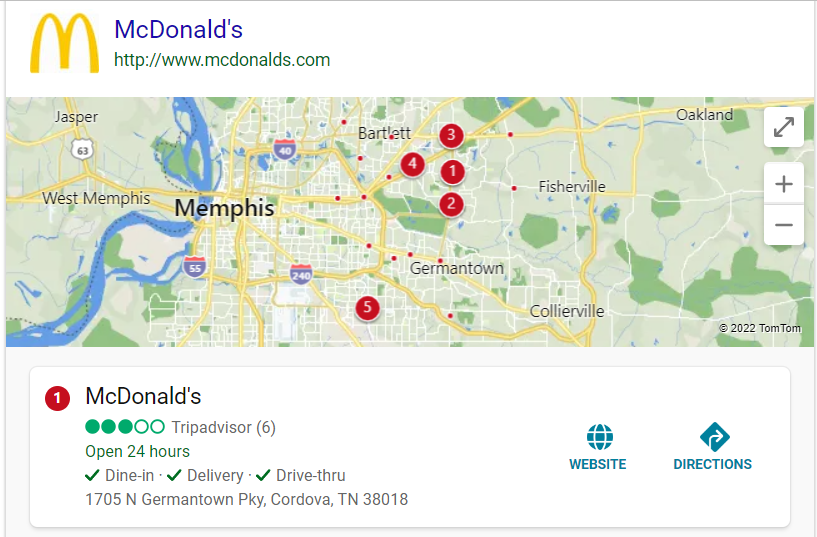 McDonald's
http://www.mcdonalds.com
Jasper
Oakland
Bartlett
3
63
40
4
1
Fisherville
West Memphis
Memphis
2
55
240
Germantown
5
Collierville
© 2022 TomTom
1
McDonald's
Tripadvisor (6)
Open 24 hours
Dine-in · Delivery · Drive-thru
1705 N Germantown Pky, Cordova, TN 38018
WEBSITE
DIRECTIONS